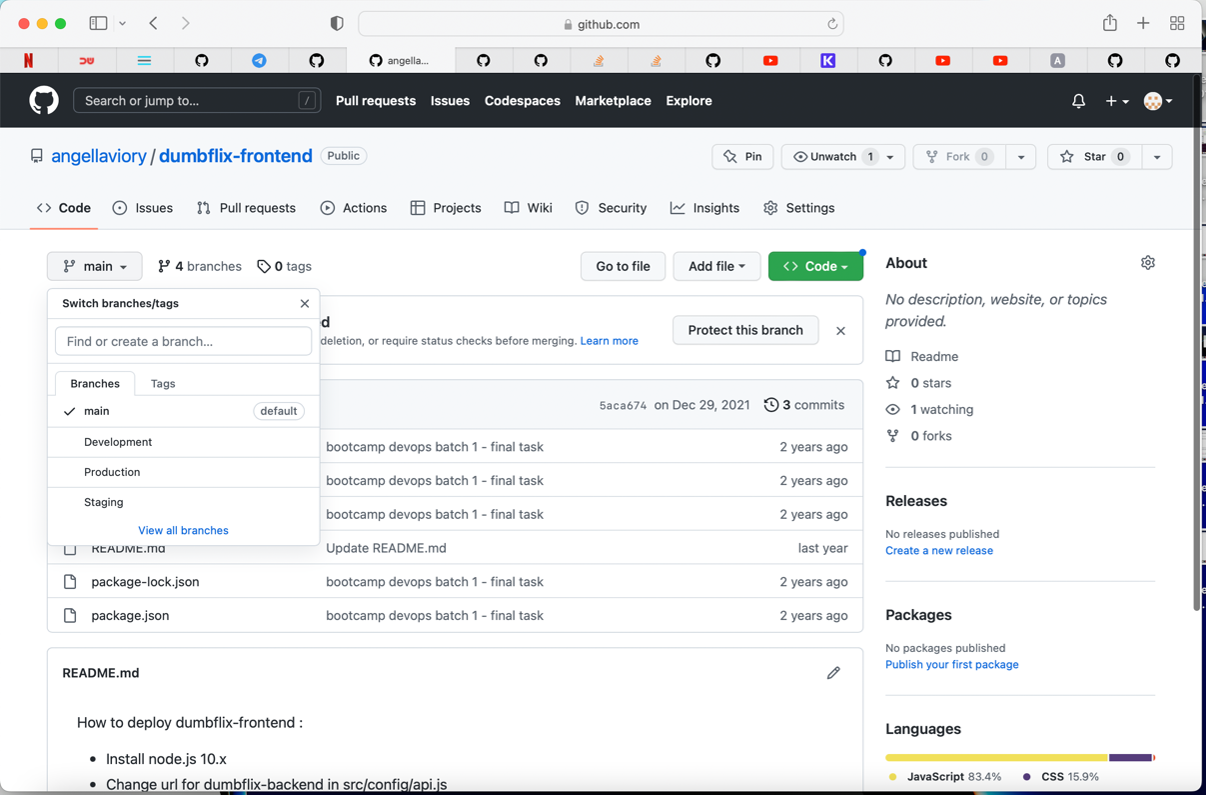 github.com
angella...
Search or jump to... /
Pull requests Issues Codespaces Marketplace Explore
angellaviory / dumbflix-frontend Public
Pin
Unwatch 1
Fork 0
Star 0
Code Issues Pull requests Actions Projects Wiki Security Insights Settings
main 4 branches 0 tags
Go to file Add file Code
Switch branches/tags
Find or create a branch...
Branches Tags
main default
Development
Production
Staging
View all branches
deletion, or require status checks before merging. Learn more
Protect this branch
5aca674 on Dec 29, 2021 3 commits
bootcamp devops batch 1 - final task 2 years ago
bootcamp devops batch 1 - final task 2 years ago
bootcamp devops batch 1 - final task 2 years ago
README.md Update README.md last year
package-lock.json bootcamp devops batch 1 - final task 2 years ago
package.json bootcamp devops batch 1 - final task 2 years ago
README.md
How to deploy dumbflix-frontend :
• Install node.js 10.x
• Change url for dumbflix-backend in src/config/api.js
About
No description, website, or topics
provided.
Readme
0 stars
1 watching
0 forks
Releases
No releases published
Create a new release
Packages
No packages published
Publish your first package
Languages
JavaScript 83.4% CSS 15.9%